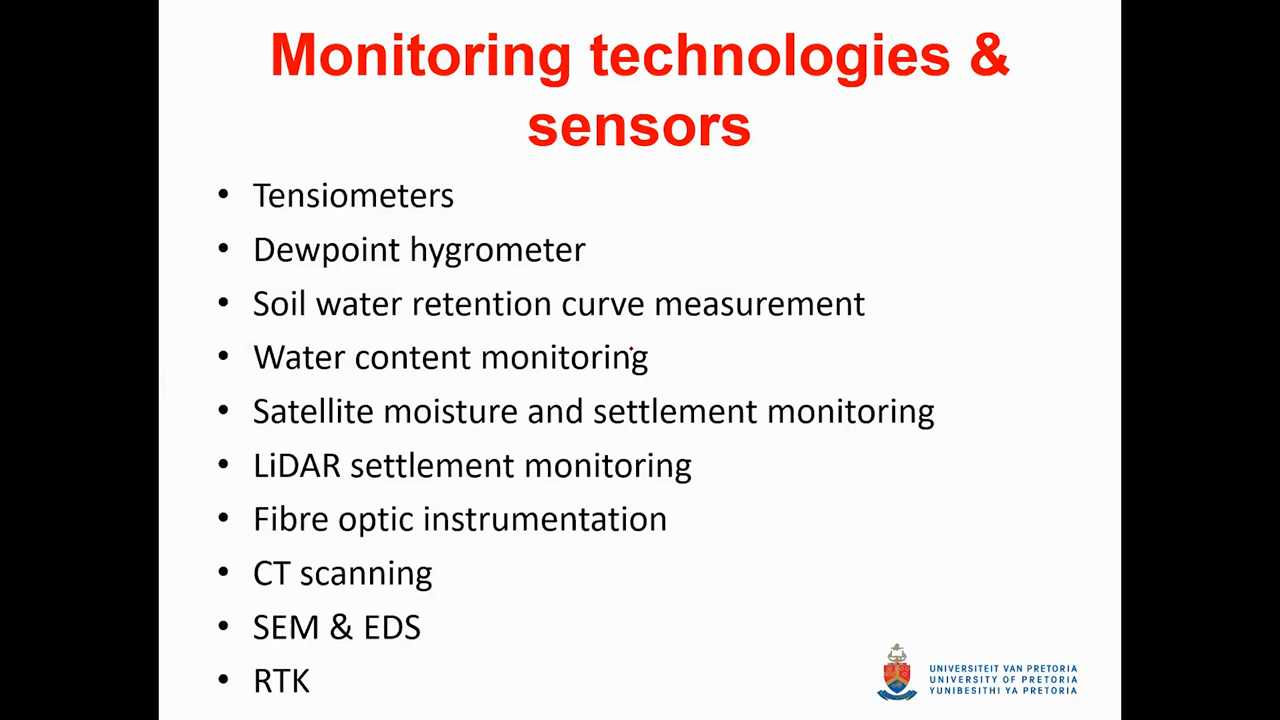 Monitoring technologies &
sensors
• Tensiometers
• Dewpoint hygrometer
• Soil water retention curve measurement
• Water content monitoring
• Satellite moisture and settlement monitoring
• LiDAR settlement monitoring
• Fibre optic instrumentation
• CT scanning
• SEM & EDS
• RTK
UNIVERSITEIT VAN PRETORIA
UNIVERSITY OF PRETORIA
YUNIBESITHI YA PRETORIA